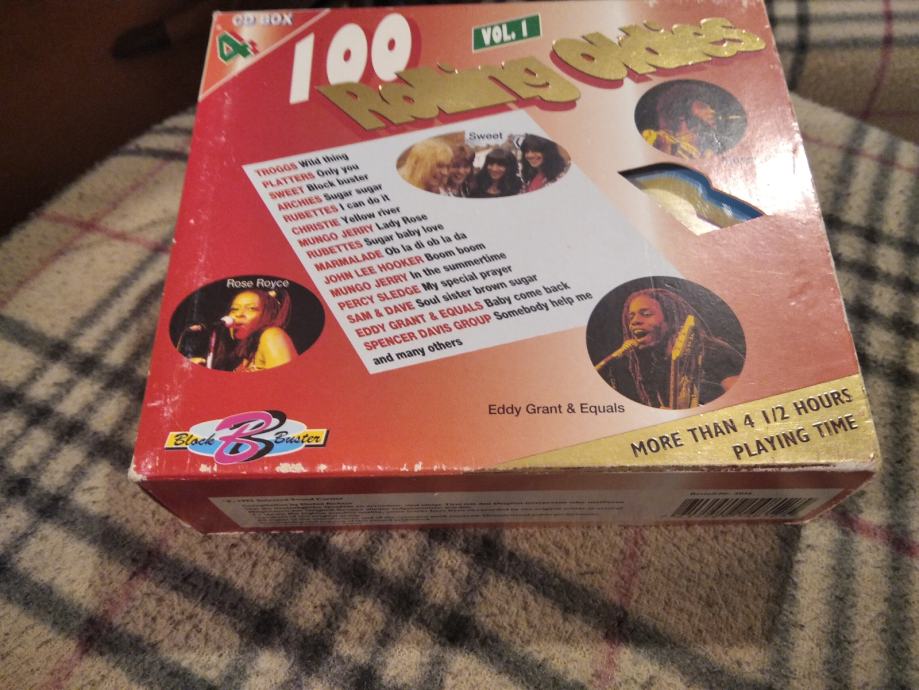 CD BOX
4
100
VOL. 1
Rolling Oldies
TROGGS Wild thing
PLATTERS Only you
SWEET Block buster
ARCHIES Sugar sugar
RUBETTES I can do it
CHRISTIE Yellow river
MUNGO JERRY Lady Rose
RUBETTES Sugar baby love
MARMALADE Ob la di ob la da
JOHN LEE HOOKER Boom boom
MUNGO JERRY In the summertime
PERCY SLEDGE My special prayer
SAM & DAVE Soul sister brown sugar
EDDY GRANT & EQUALS Baby come back
SPENCER DAVIS GROUP Somebody help me
and many others
Sweet
Rose Royce
Eddy Grant & Equals
Block B Buster
MORE THAN 4 1/2 HOURS
PLAYING TIME